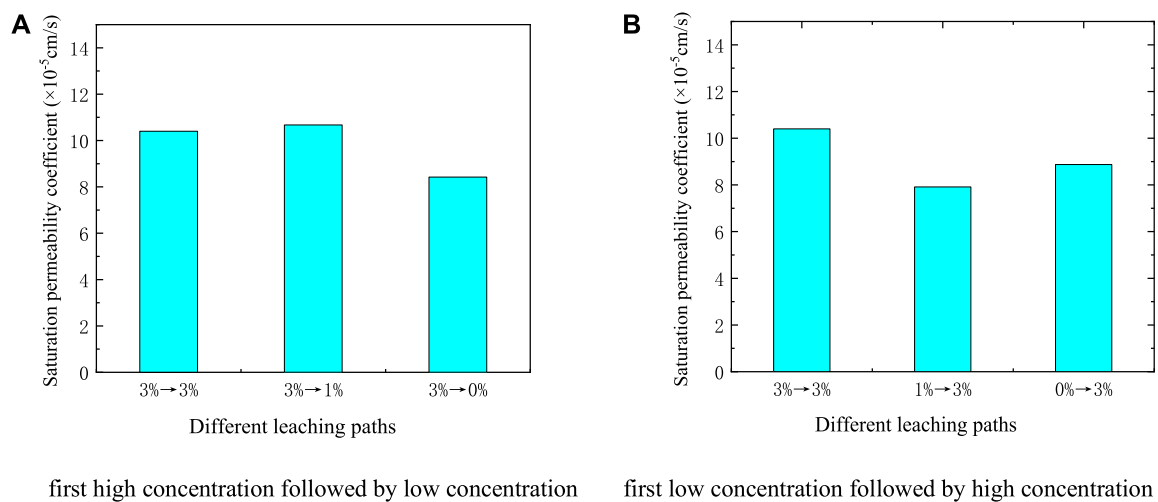 A
Saturation permeability coefficient (×10⁻⁵cm/s)
14
12
10
8
6
4
2
0
3%→3% 3%→1% 3%→0%
Different leaching paths
first high concentration followed by low concentration
B
Saturation permeability coefficient (×10⁻⁵cm/s)
14
12
10
8
6
4
2
0
3%→3% 1%→3% 0%→3%
Different leaching paths
first low concentration followed by high concentration